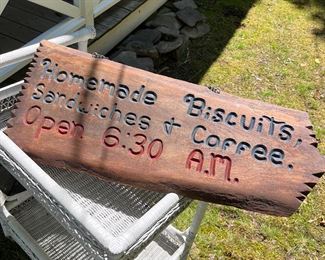 Homemade Biscuits,
Sandwiches + Coffee.
Open 6:30 A.M.